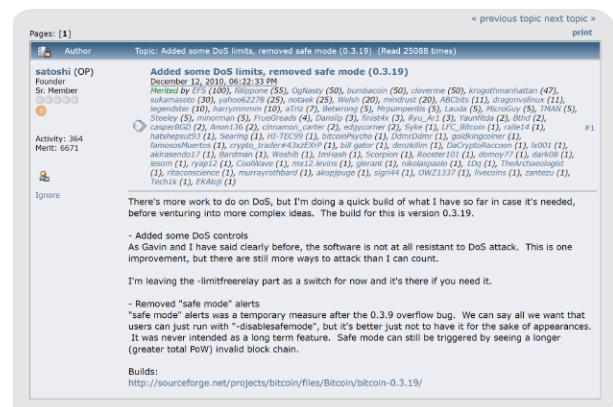 « previous topic next topic »
Pages: [1]
print
Author
Topic: Added some DoS limits, removed safe mode (0.3.19) (Read 25088 times)
satoshi (OP)
Founder
Sr. Member
Activity: 364
Merit: 6671
Ignore
Added some DoS limits, removed safe mode (0.3.19)
December 12, 2010, 06:22:33 PM
Merited by EFS (100), fillippone (55), OgNasty (50), bumbacoin (50), cloverme (50), krogothmanhattan (47),
sukamasoto (30), yahoo62278 (25), notaek (25), Welsh (20), mindrust (20), ABCbits (11), dragonvslinux (11),
legendster (10), harrymmmm (10), aTriz (7), Betwrong (5), Mrpumperitis (5), Lauda (5), MicroGuy (5), TMAN (5),
Steeley (5), minorman (5), FrueGreads (4), Danslip (3), finist4x (3), Ryu_Ar1 (3), Yaunfitda (2), Bthd (2),
casperBGD (2), Anon136 (2), cinnamon_carter (2), edgycorner (2), Syke (1), LFC_Bitcoin (1), ralle14 (1),
hatshepsut93 (1), Searing (1), HI-TEC99 (1), bitcoinPsycho (1), DdmrDdmr (1), goldkingcoiner (1),
famososMuertos (1), crypto_trader#43xzEXrP (1), bill gator (1), denzkilim (1), DaCryptoRaccoon (1), lx001 (1),
akirasendo17 (1), Bardman (1), Woshib (1), ImHash (1), Scorpion (1), Rooster101 (1), domoy77 (1), dark08 (1),
lesom (1), ryap12 (1), CoolWave (1), mx12.levins (1), glerant (1), nikolaspaolo (1), (1), TheArchaeologist
(1), ritaconscience (1), murrayrothbard (1), akopjpuge (1), sigri44 (1), OWZ1337 (1), livecoins (1), zantezu (1),
Tech1k (1), EKAloji (1)
#1
There's more work to do on DoS, but I'm doing a quick build of what I have so far in case it's needed,
before venturing into more complex ideas. The build for this is version 0.3.19.
- Added some DoS controls
As Gavin and I have said clearly before, the software is not at all resistant to DoS attack. This is one
improvement, but there are still more ways to attack than I can count.
I'm leaving the -limitfreerelay part as a switch for now and it's there if you need it.
- Removed "safe mode" alerts
"safe mode" alerts was a temporary measure after the 0.3.9 overflow bug. We can say all we want that
users can just run with "-disablesafemode", but it's better just not to have it for the sake of appearances.
It was never intended as a long term feature. Safe mode can still be triggered by seeing a longer
(greater total PoW) invalid block chain.
Builds:
http://sourceforge.net/projects/bitcoin/files/Bitcoin/bitcoin-0.3.19/